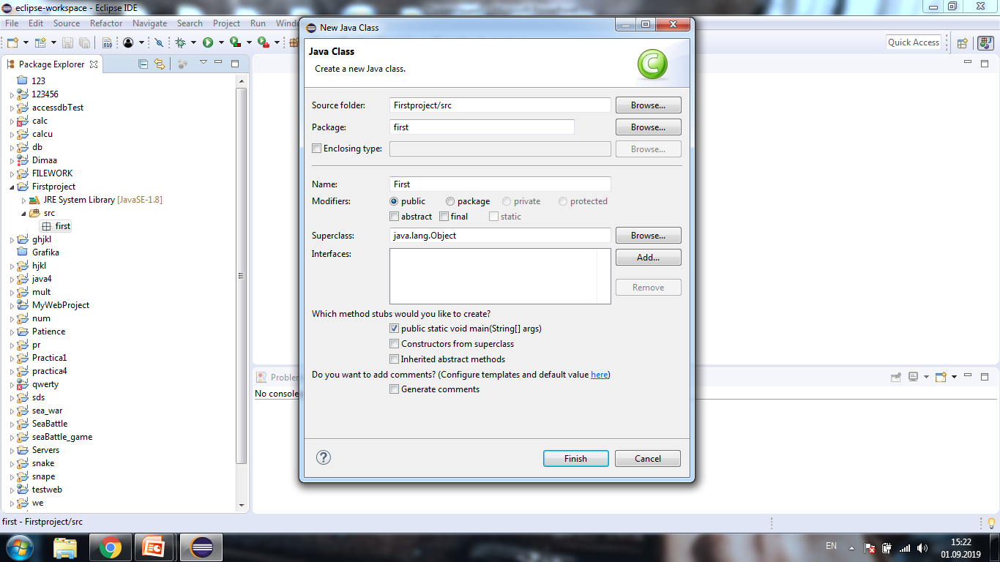 eclipse-workspace - Eclipse IDE
File Edit Source Refactor Navigate Search Project Run
Quick Access
Package Explorer
123
123456
accessdbTest
calc
calcu
db
Dimaa
FILEWORK
Firstproject
JRE System Library [JavaSE-1.8]
src
first
ghjkl
Grafika
hjkl
java4
mult
MyWebProject
num
Patience
pr
Practica1
practica4
qwerty
sds
sea_war
SeaBattle
seaBattle_game
Servers
snake
snape
testweb
we
New Java Class
Java Class
Create a new Java class.
Source folder: Firstproject/src Browse...
Package: first Browse...
Enclosing type: Browse...
Name: First
Modifiers: public package private protected
abstract final static
Superclass: java.lang.Object Browse...
Interfaces: Add...
Remove
Which method stubs would you like to create?
public static void main(String[] args)
Constructors from superclass
Inherited abstract methods
Do you want to add comments? (Configure templates and default value here)
Generate comments
? Finish Cancel
No console
first - Firstproject/src
EN
15:22
01.09.2019